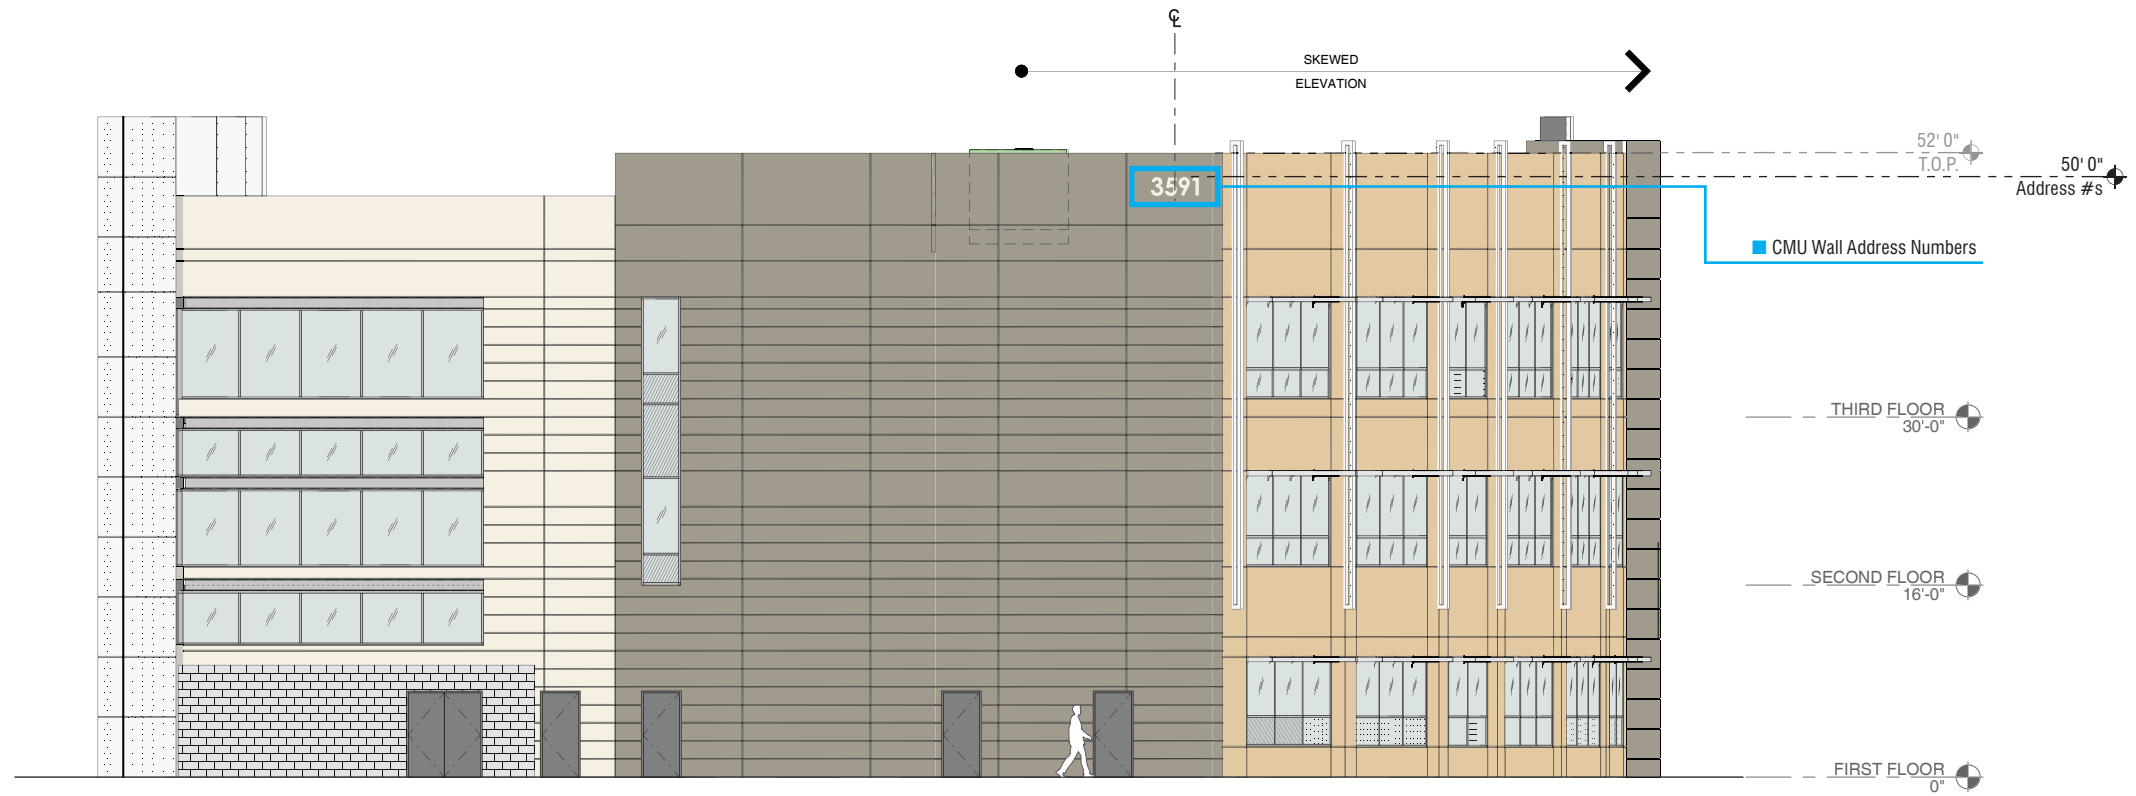 ℄
SKEWED
ELEVATION
52' 0"
T.O.P.
50' 0"
Address #s
3591
CMU Wall Address Numbers
THIRD FLOOR
30'-0"
SECOND FLOOR
16'-0"
FIRST FLOOR
0"